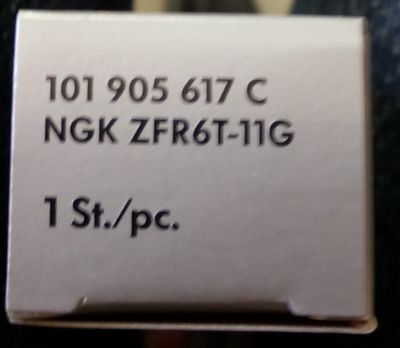 101 905 617 C
NGK ZFR6T-11G
1 St./pc.